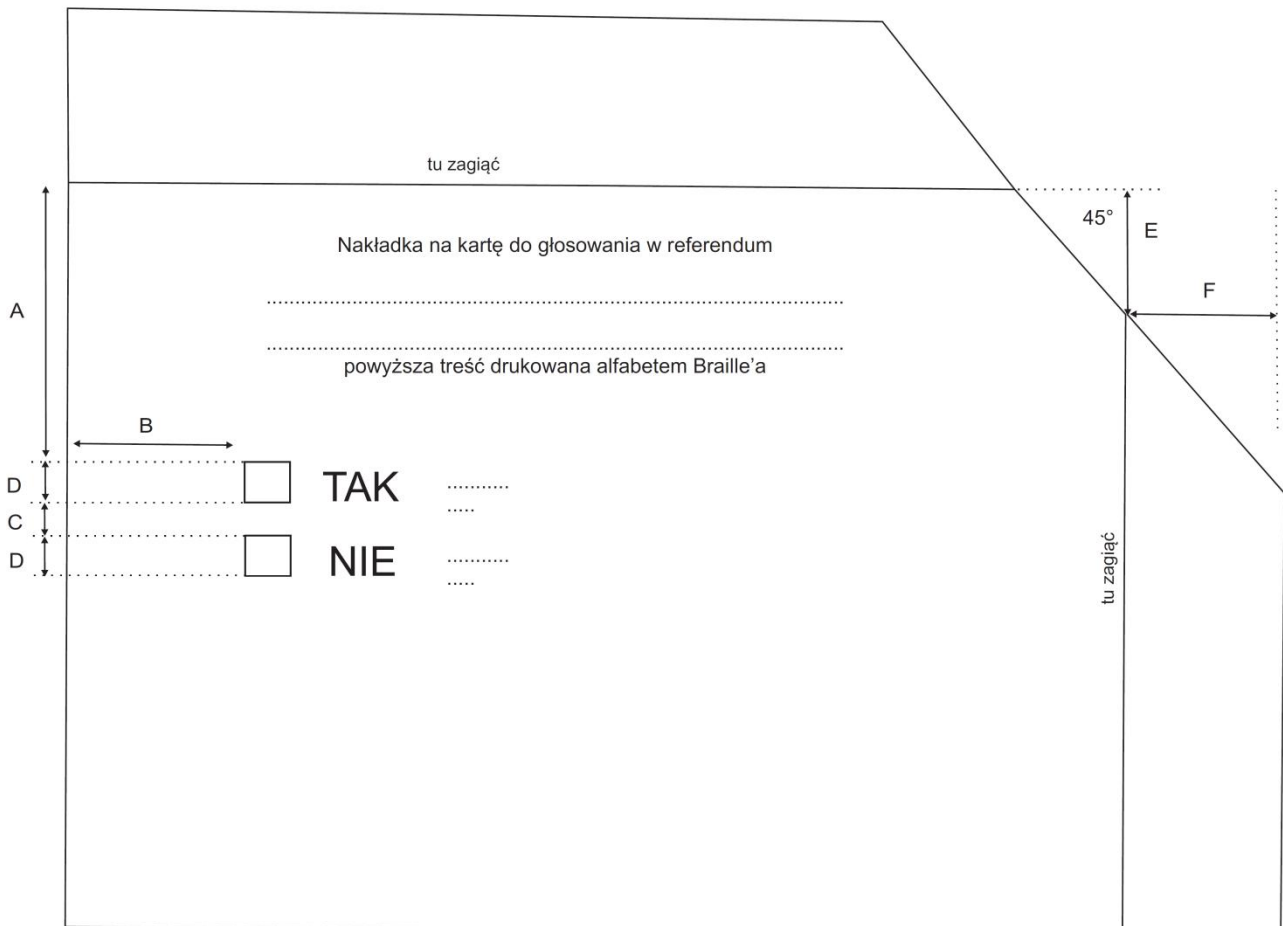 tu zagiąć
45°
E
Nakładka na kartę do głosowania w referendum
F
A
................................................................................
................................................................................
powyższa treść drukowana alfabetem Braille’a
B
D
TAK ...........
.....
C
D
NIE ...........
.....
tu zagiąć